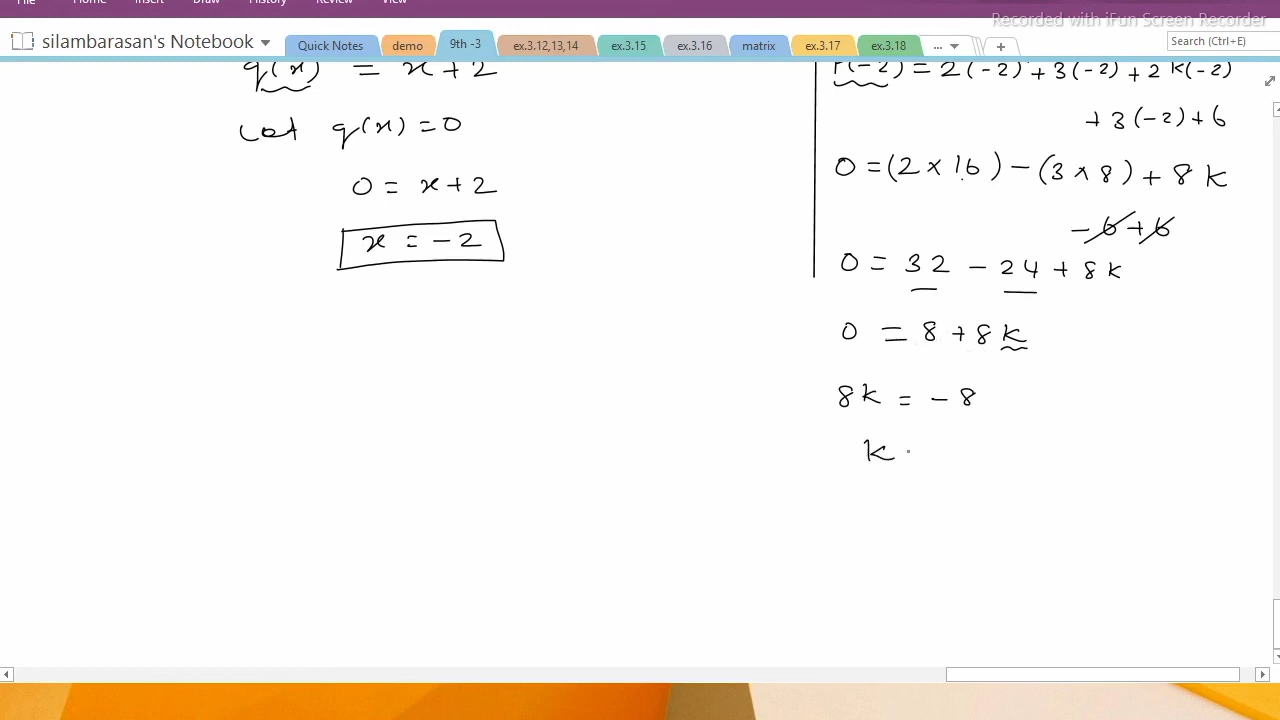 File Home Insert Draw History Review View
Recorded with iFun Screen Recorder
silambarasan's Notebook Quick Notes demo 9th -3 ex.3.12,13,14 ex.3.15 ex.3.16 matrix ex.3.17 ex.3.18 ... + Search (Ctrl+E)
q(x) = x+2
Let q(x) = 0
0 = x+2
x = -2
(-2) = 2(-2) + 3(-2) + 2k(-2)
+ 3(-2) + 6
0 = (2 × 16) - (3 × 8) + 8k
-6+6
0 = 32 - 24 + 8k
0 = 8 + 8k
8k = -8
k